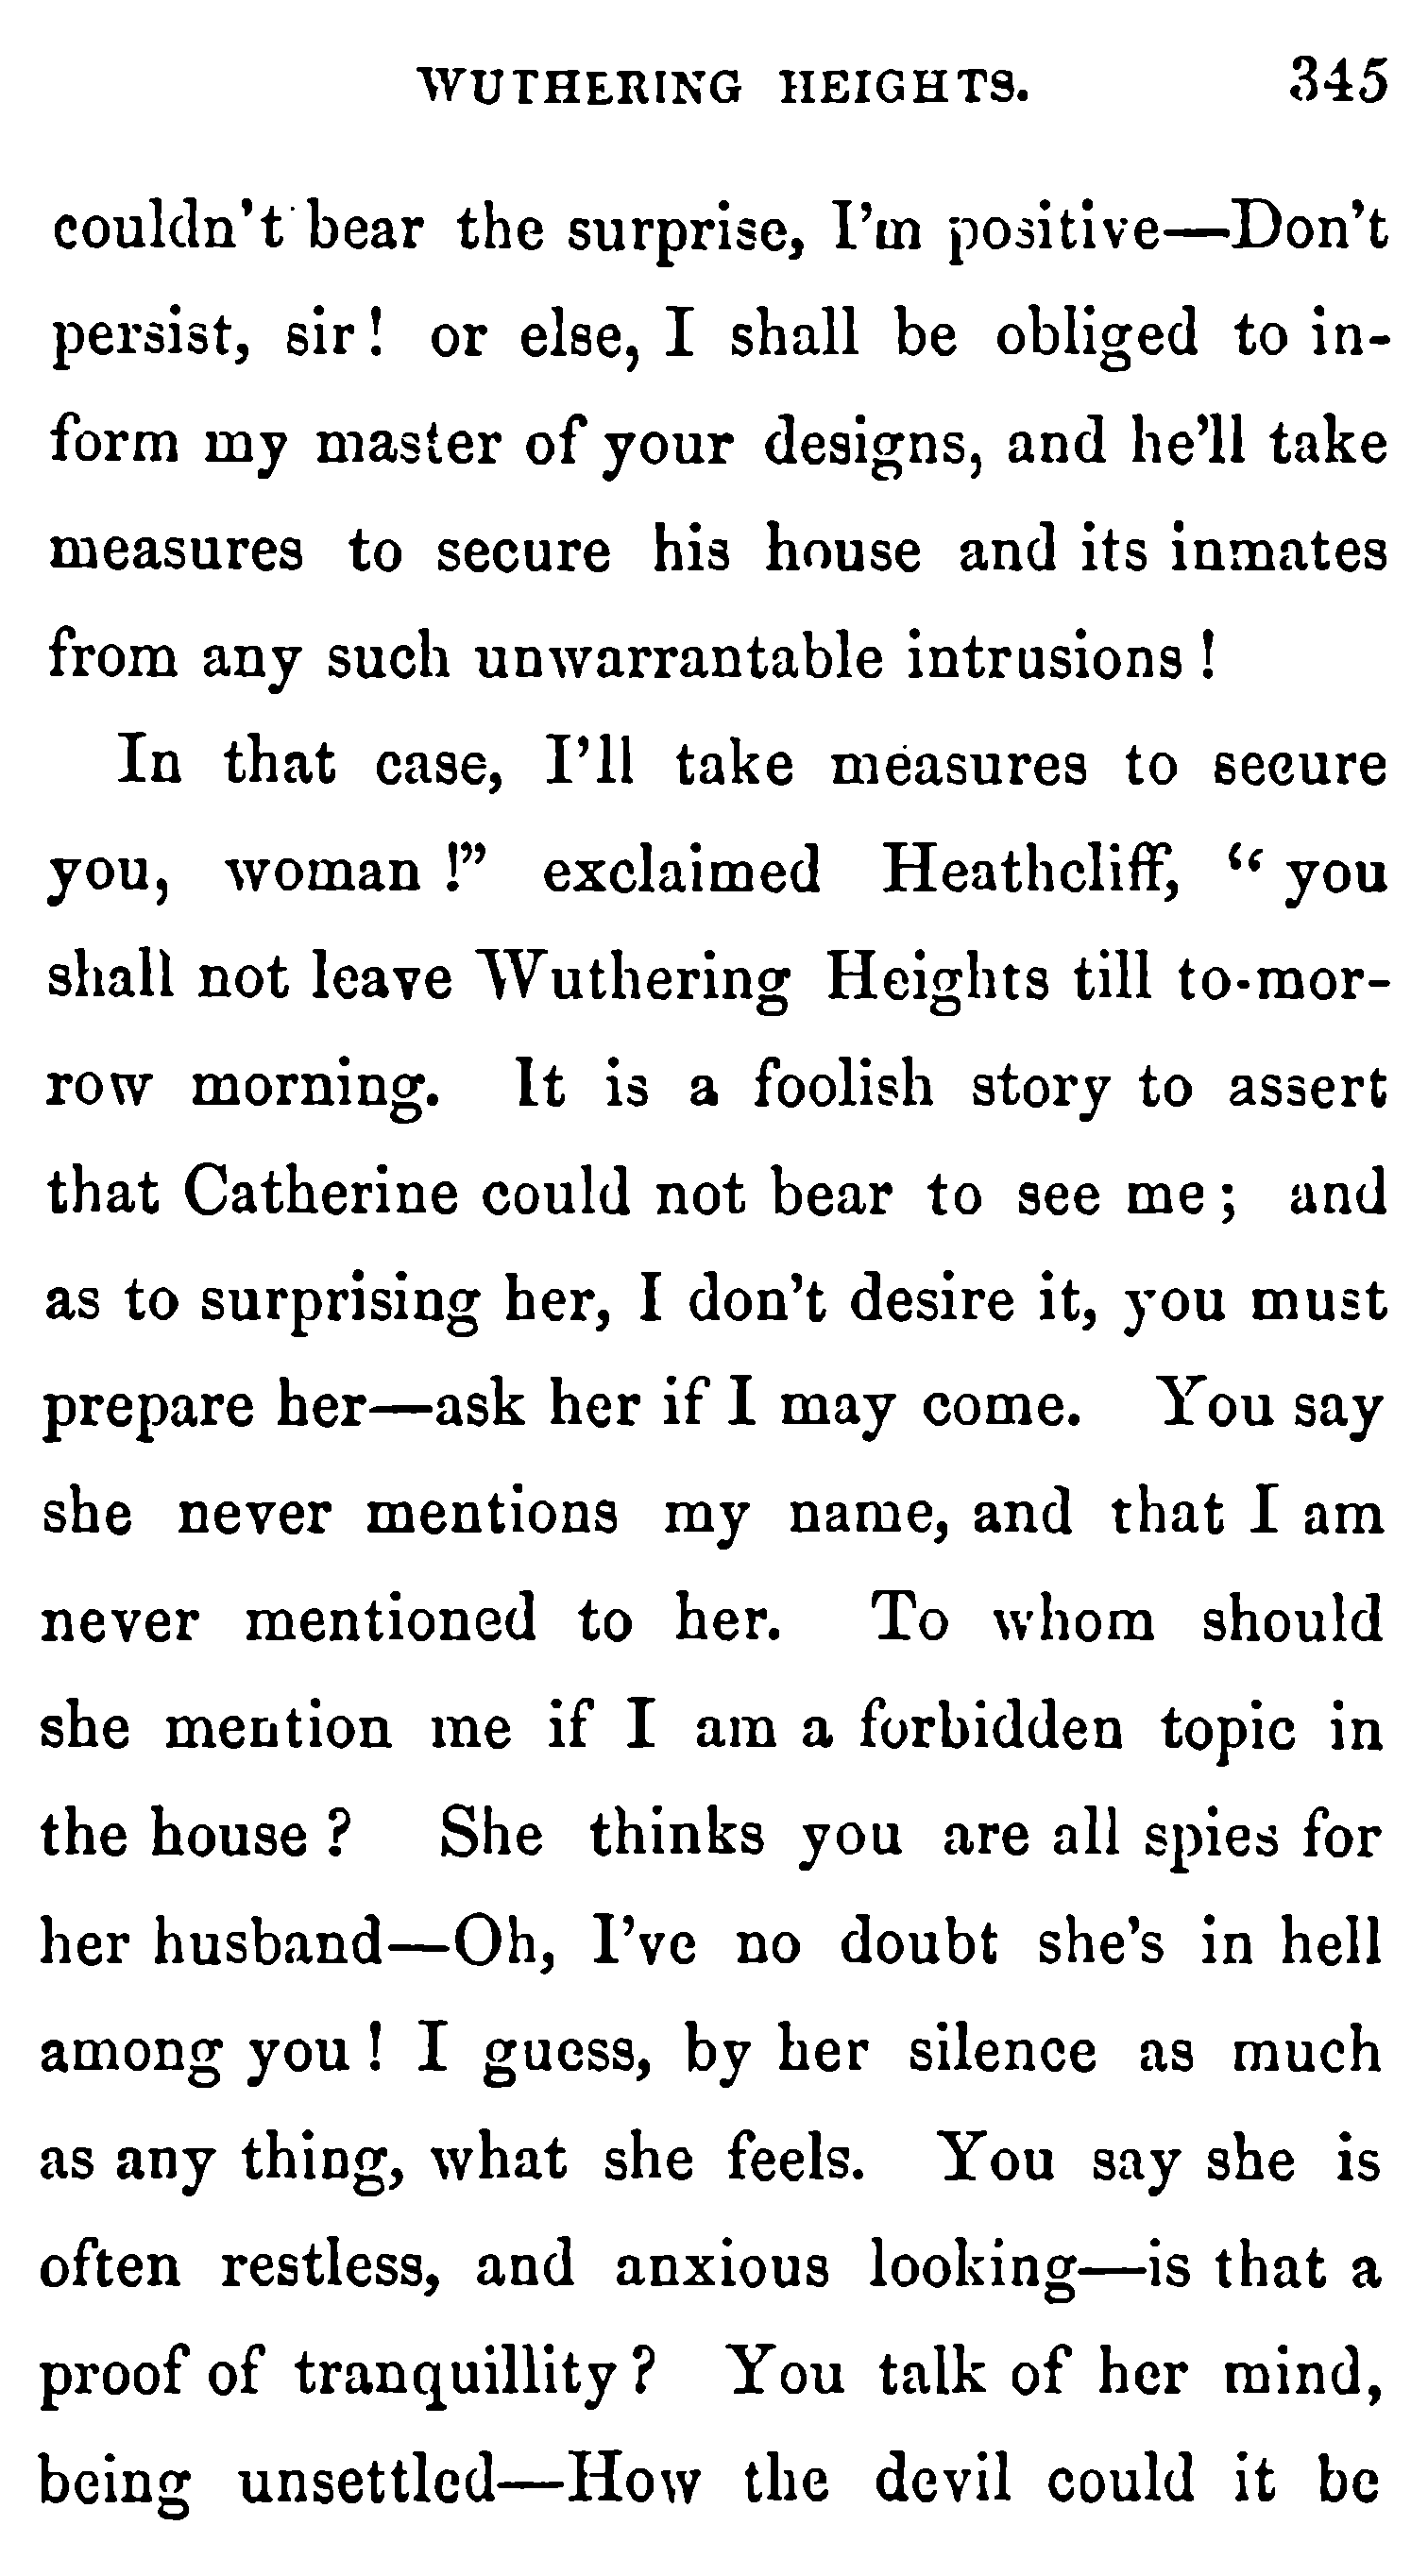 WUTHERING HEIGHTS. 345
couldn't bear the surprise, I'm positive—Don't
persist, sir! or else, I shall be obliged to in-
form my master of your designs, and he'll take
measures to secure his house and its inmates
from any such unwarrantable intrusions!
In that case, I'll take measures to secure
you, woman!" exclaimed Heathcliff, "you
shall not leave Wuthering Heights till to-mor-
row morning. It is a foolish story to assert
that Catherine could not bear to see me; and
as to surprising her, I don't desire it, you must
prepare her—ask her if I may come. You say
she never mentions my name, and that I am
never mentioned to her. To whom should
she mention me if I am a forbidden topic in
the house? She thinks you are all spies for
her husband—Oh, I've no doubt she's in hell
among you! I guess, by her silence as much
as any thing, what she feels. You say she is
often restless, and anxious looking—is that a
proof of tranquillity? You talk of her mind,
being unsettled—How the devil could it be